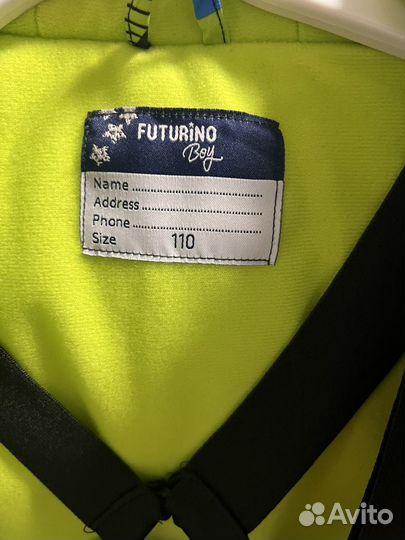 FUTURiNO
Boy
Name........................
Address....................
Phone......................
Size 110
Avito